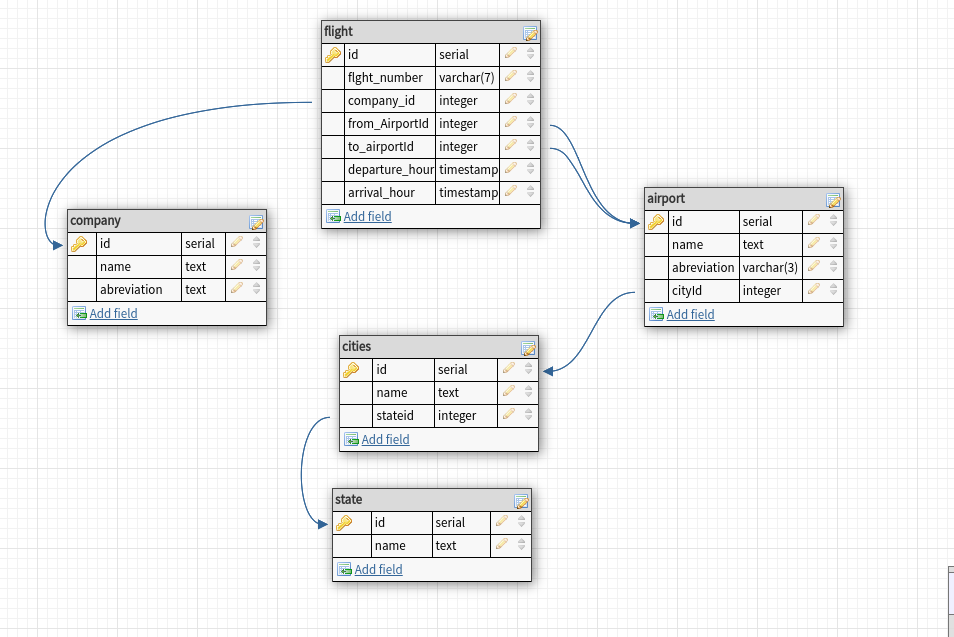 flight
id serial
flght_number varchar(7)
company_id integer
from_AirportId integer
to_airportId integer
departure_hour timestamp
arrival_hour timestamp
Add field
company
id serial
name text
abreviation text
Add field
airport
id serial
name text
abreviation varchar(3)
cityId integer
Add field
cities
id serial
name text
stateid integer
Add field
state
id serial
name text
Add field